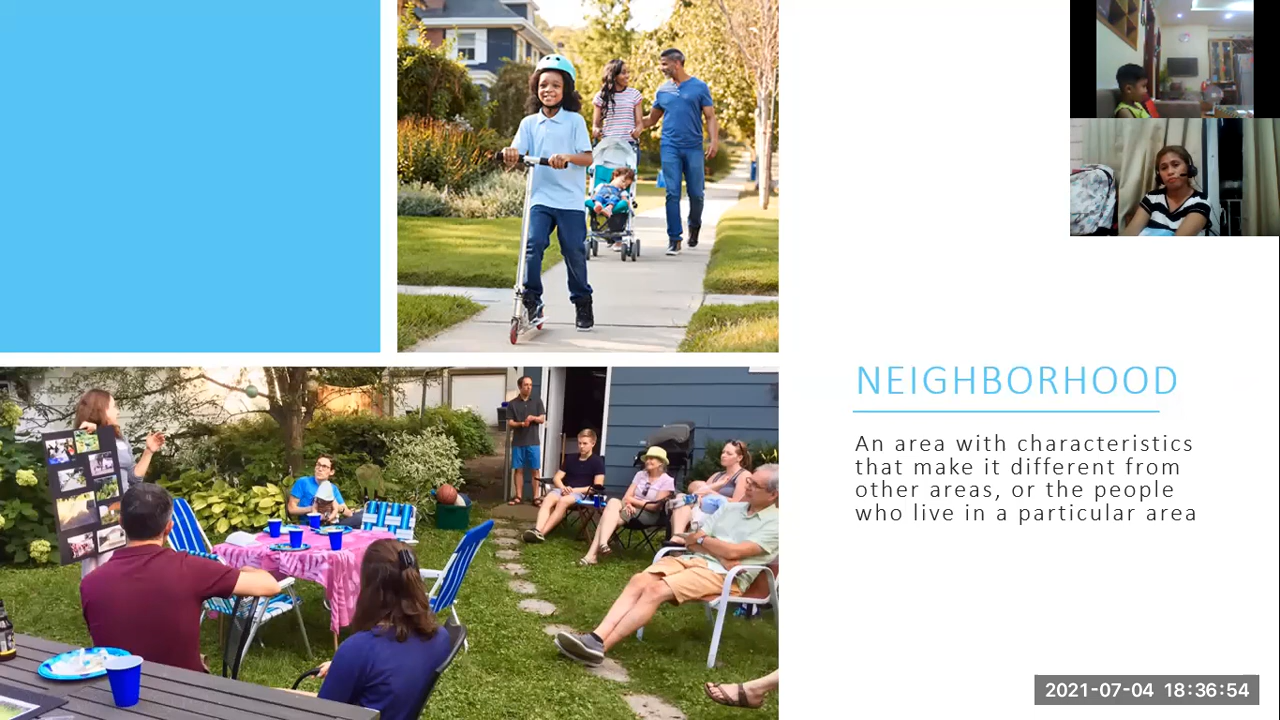 NEIGHBORHOOD
An area with characteristics
that make it different from
other areas, or the people
who live in a particular area
2021-07-04 18:36:54